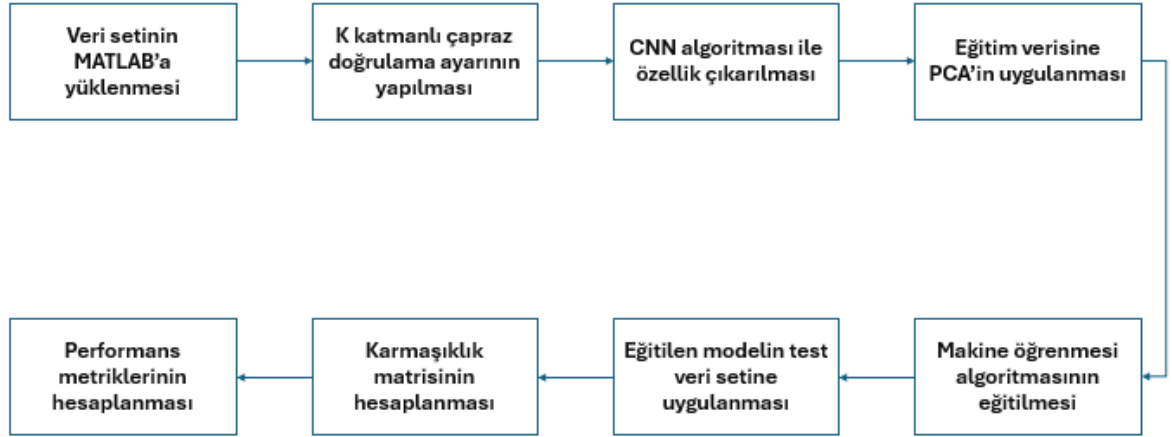 Veri setinin
MATLAB’a
yüklenmesi
K katmanlı çapraz
doğrulama ayarının
yapılması
CNN algoritması ile
özellik çıkarılması
Eğitim verisine
PCA’in uygulanması
Makine öğrenmesi
algoritmasının
eğitilmesi
Eğitilen modelin test
veri setine
uygulanması
Karmaşıklık
matrisinin
hesaplanması
Performans
metriklerinin
hesaplanması